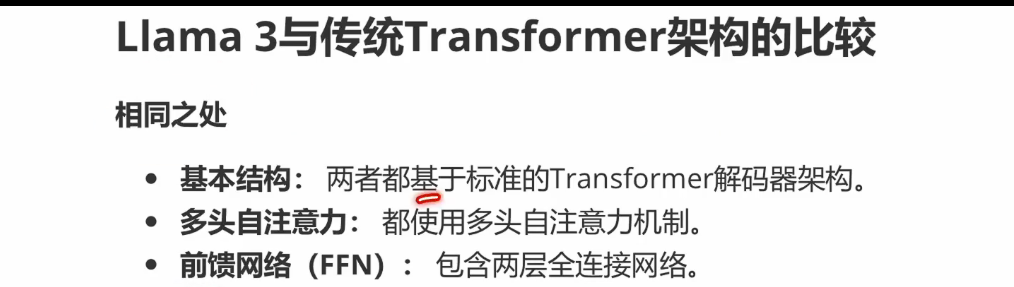 Llama 3与传统Transformer架构的比较
相同之处
• 基本结构： 两者都基于标准的Transformer解码器架构。
• 多头自注意力： 都使用多头自注意力机制。
• 前馈网络（FFN）： 包含两层全连接网络。